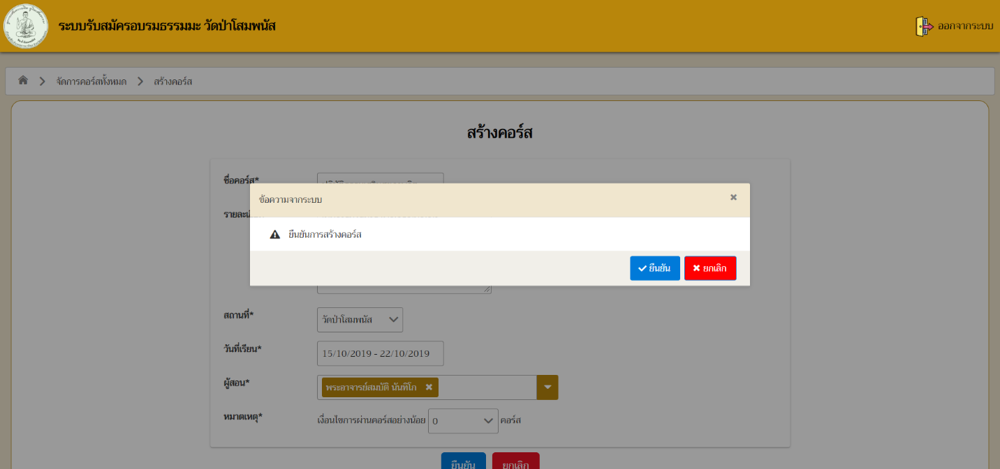 ระบบรับสมัครอบรมธรรมมะ วัดป่าโสมพนัส
ออกจากระบบ
จัดการคอร์สทั้งหมด
สร้างคอร์ส
สร้างคอร์ส
ชื่อคอร์ส*
ข้อความจากระบบ
ยืนยันการสร้างคอร์ส
ยืนยัน
ยกเลิก
สถานที่*
วัดป่าโสมพนัส
วันที่เรียน*
15/10/2019 - 22/10/2019
ผู้สอน*
พระอาจารย์สมบัติ นันทิโก
หมาตเหตุ*
เงื่อนไขการผ่านคอร์สอย่างน้อย 0 คอร์ส
ยืนยัน
ยกเลิก